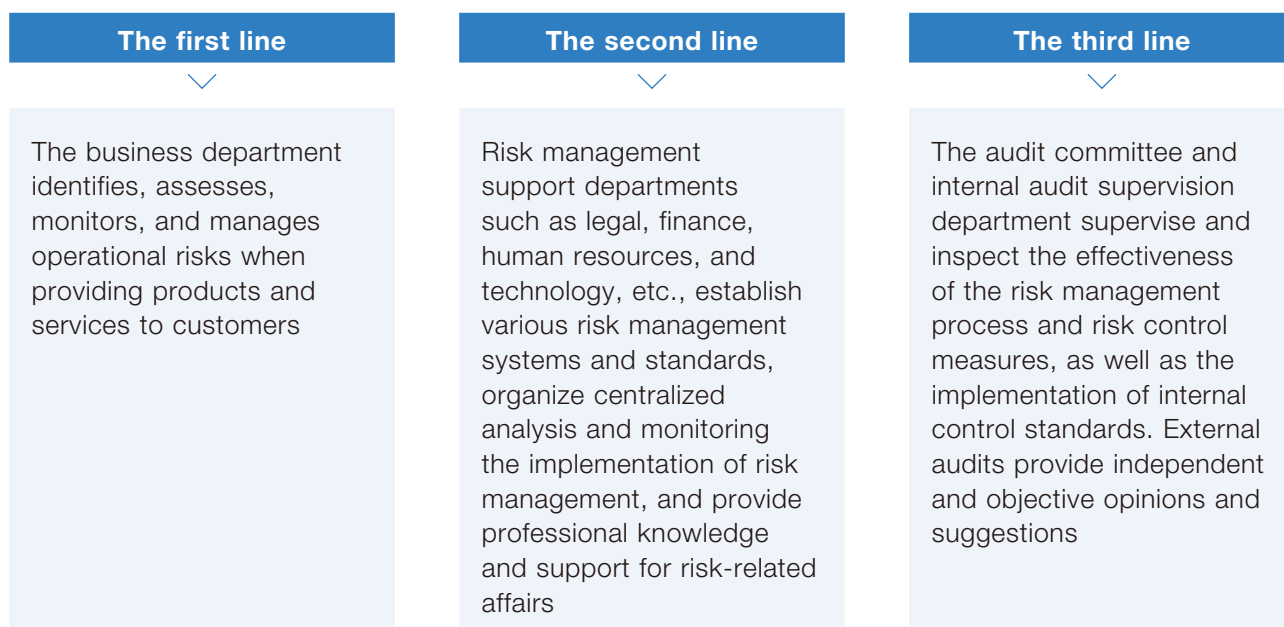 The first line
The business department
identifies, assesses,
monitors, and manages
operational risks when
providing products and
services to customers
The second line
Risk management
support departments
such as legal, finance,
human resources, and
technology, etc., establish
various risk management
systems and standards,
organize centralized
analysis and monitoring
the implementation of risk
management, and provide
professional knowledge
and support for risk-related
affairs
The third line
The audit committee and
internal audit supervision
department supervise and
inspect the effectiveness
of the risk management
process and risk control
measures, as well as the
implementation of internal
control standards. External
audits provide independent
and objective opinions and
suggestions